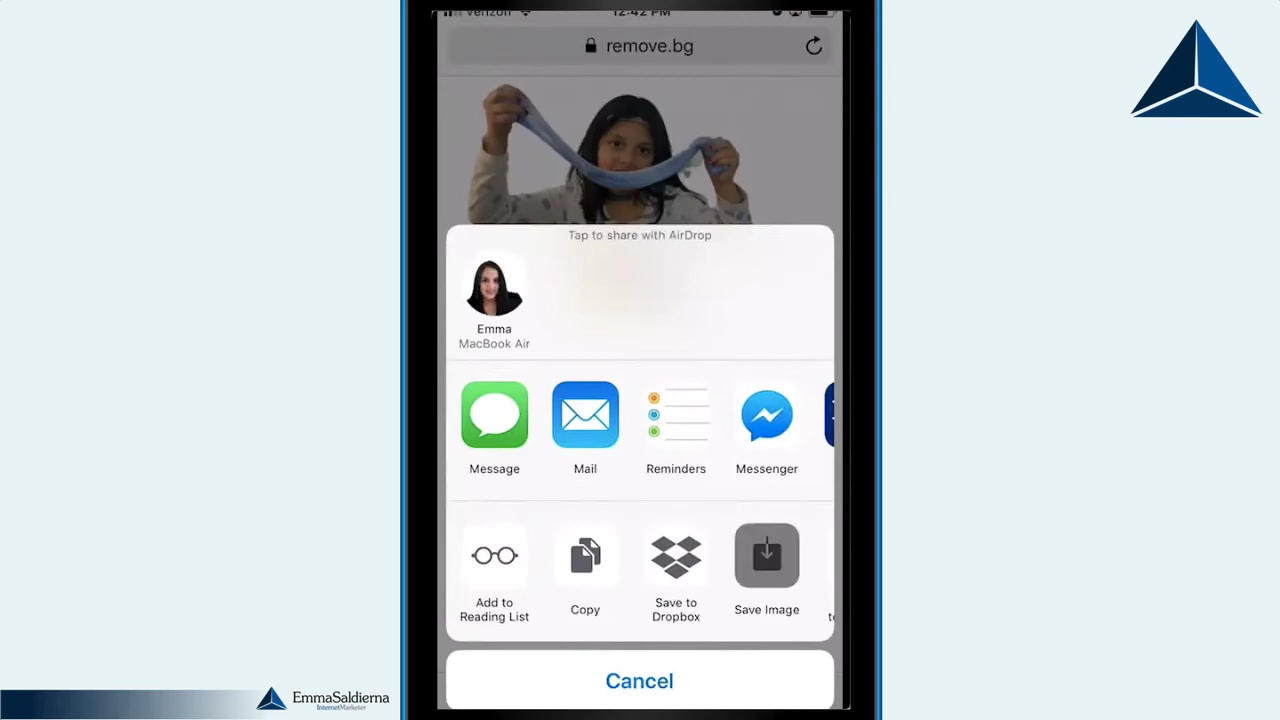 verizon
12:42 PM
remove.bg
Tap to share with AirDrop
Emma
MacBook Air
Message
Mail
Reminders
Messenger
Add to
Reading List
Copy
Save to
Dropbox
Save Image
Cancel
EmmaSaldierna
InternetMarketer